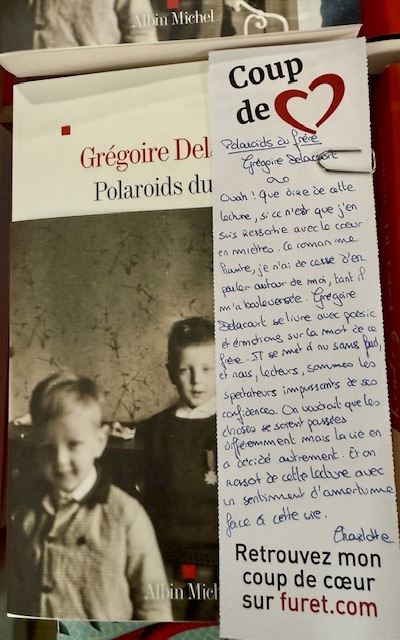 Albin Michel
Grégoire Dela
Polaroids du
Albin Mich
Coup
de
Polaroids du frère
Grégoire Delacourt
Ouah ! Que dire de cette
lecture, si ce n'est que j'en
suis ressortie avec le cœur
en miettes. Ce roman me
hante, je n'ai de cesse d'en
parler autour de moi, tant il
m'a bouleversée. Grégoire
Delacourt se livre avec poésie
et émotions, sur la mort de ce
frère. Il se met à nu sans fard,
et nous, lecteurs, sommes les
spectateurs impuissants de ses
confidences. On voudrait que les
choses se soient passées
différemment mais la vie en
a décidé autrement. Et on
ressort de cette lecture avec
un sentiment d'amertume
face à cette vie.
Charlotte
Retrouvez mon
coup de cœur
sur furet.com